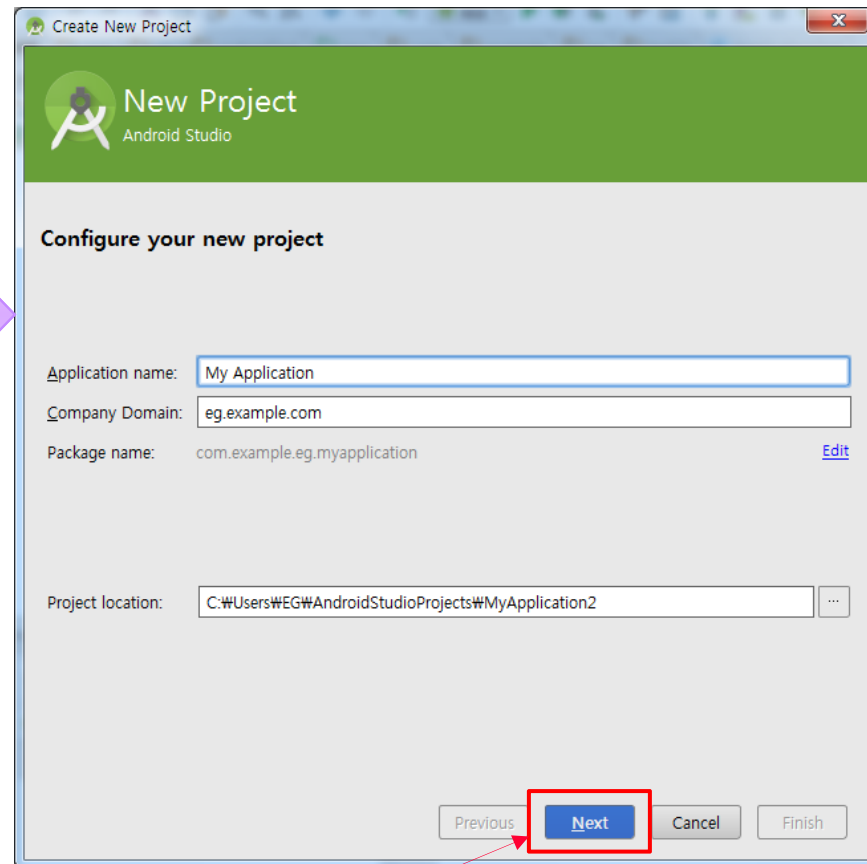 Create New Project
New Project
Android Studio
Configure your new project
Application name: My Application
Company Domain: eg.example.com
Package name: com.example.eg.myapplication Edit
Project location: C:₩Users₩EG₩AndroidStudioProjects₩MyApplication2 ...
Previous Next Cancel Finish